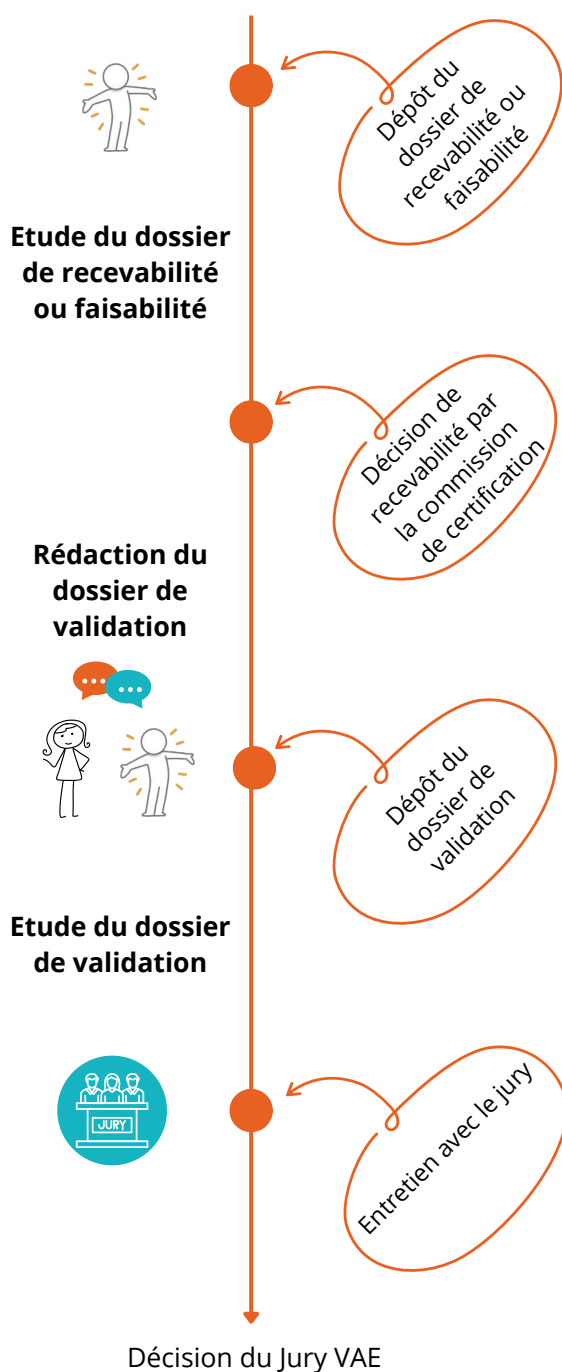 Dépôt du
dossier de
recevabilité ou
faisabilité
Etude du dossier
de recevabilité
ou faisabilité
Décision de
recevabilité par
la commission
de certification
Rédaction du
dossier de
validation
Dépôt du
dossier de
validation
Etude du dossier
de validation
JURY
Entretien avec le jury
Décision du Jury VAE